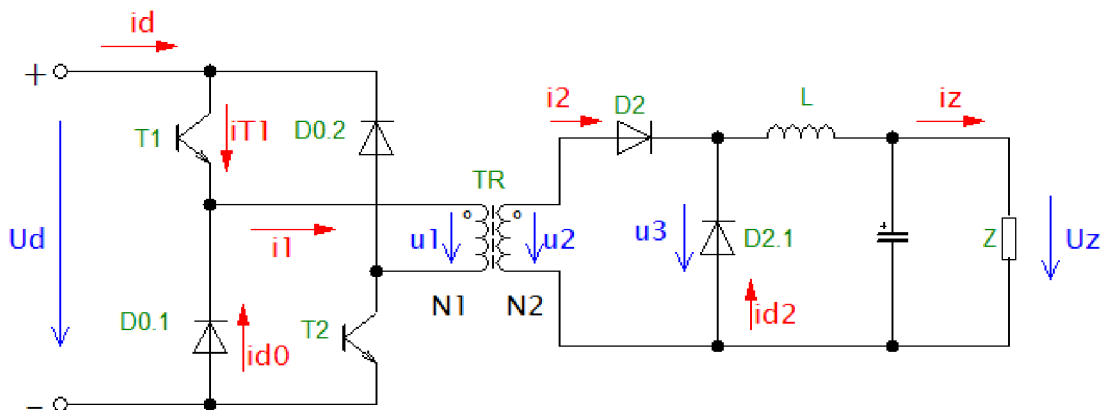 id
+
iT1
T1
D0.2
i2
D2
L
iz
TR
Ud
i1
u1
u2
u3
D2.1
Z
Uz
N1
N2
D0.1
id0
T2
id2
+
-